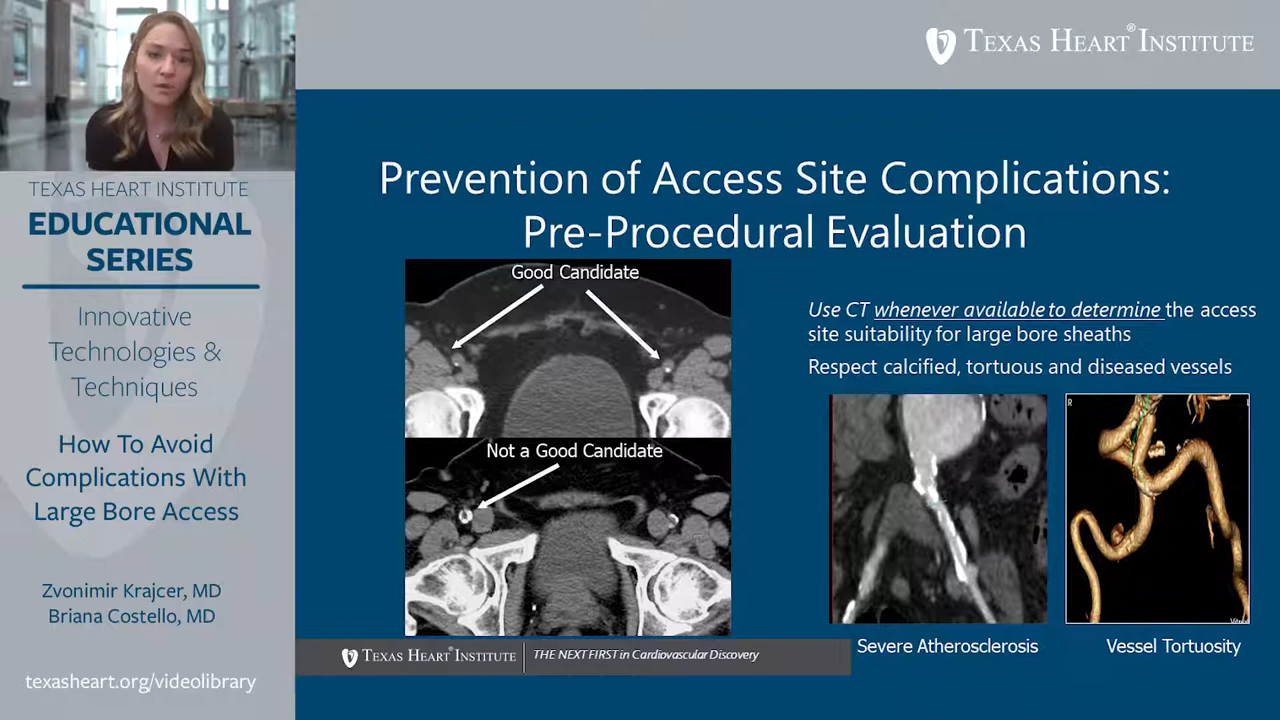 TEXAS HEART® INSTITUTE
TEXAS HEART INSTITUTE
EDUCATIONAL
SERIES
Innovative
Technologies &
Techniques
How To Avoid
Complications With
Large Bore Access
Zvonimir Krajcer, MD
Briana Costello, MD
texasheart.org/videolibrary
Prevention of Access Site Complications:
Pre-Procedural Evaluation
Good Candidate
Not a Good Candidate
Use CT whenever available to determine the access
site suitability for large bore sheaths
Respect calcified, tortuous and diseased vessels
R
Severe Atherosclerosis
Vessel Tortuosity
TEXAS HEART® INSTITUTE
THE NEXT FIRST in Cardiovascular Discovery